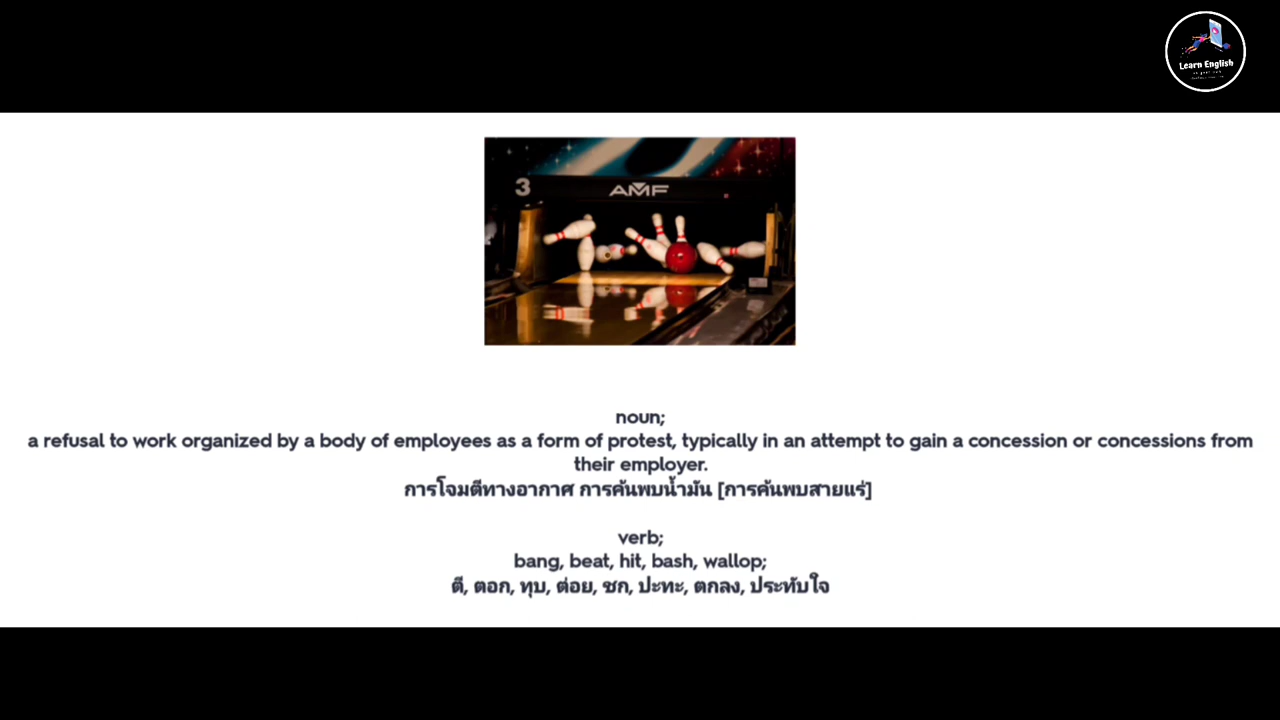 Learn English
3
AMF
noun;
a refusal to work organized by a body of employees as a form of protest, typically in an attempt to gain a concession or concessions from
their employer.
การโจมตีทางอากาศ การค้นพบน้ำมัน [การค้นพบสายแร่]
verb;
bang, beat, hit, bash, wallop;
ตี, ตอก, ทุบ, ต่อย, ชก, ปะทะ, ตกลง, ประทับใจ